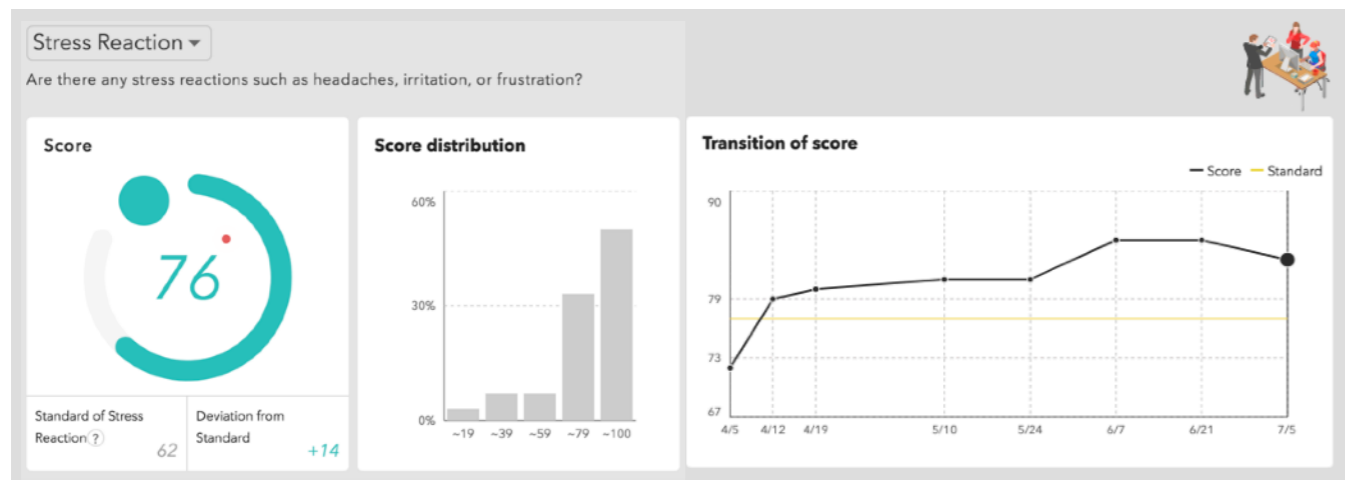 Stress Reaction
Are there any stress reactions such as headaches, irritation, or frustration?
Score
76
Standard of Stress
Reaction ?
62
Deviation from
Standard
+14
Score distribution
60%
30%
0%
~19 ~39 ~59 ~79 ~100
Transition of score
Score Standard
90
79
73
67
4/5 4/12 4/19 5/10 5/24 6/7 6/21 7/5